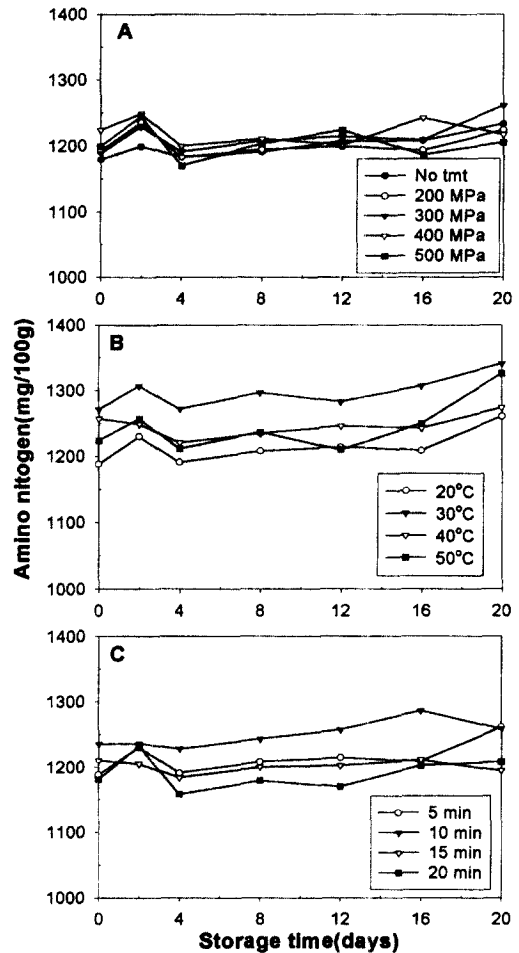 A
1400
1300
1200
1100
1000
No tmt
200 MPa
300 MPa
400 MPa
500 MPa
0 2 4 8 12 16 20
Amino nitogen(mg/100g)
B
1400
1300
1200
1100
1000
20°C
30°C
40°C
50°C
0 2 4 8 12 16 20
C
1400
1300
1200
1100
1000
5 min
10 min
15 min
20 min
0 2 4 8 12 16 20
Storage time(days)